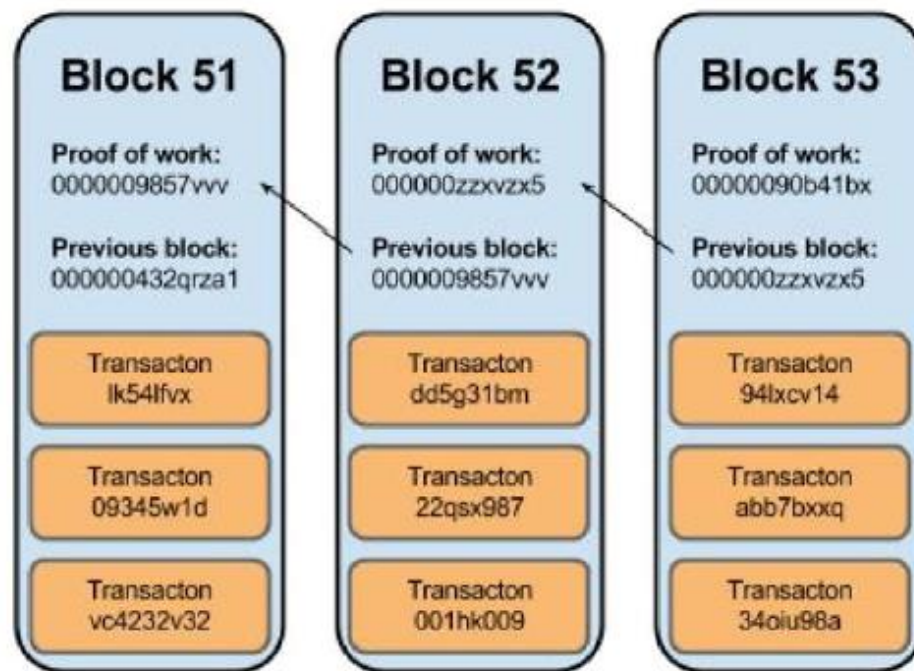 Block 51
Proof of work:
0000009857vvv
Previous block:
000000432qrza1
Transacton
lk54lfvx
Transacton
09345w1d
Transacton
vc4232v32
Block 52
Proof of work:
000000zzxvzx5
Previous block:
0000009857vvv
Transacton
dd5g31bm
Transacton
22qsx987
Transacton
001hk009
Block 53
Proof of work:
00000090b41bx
Previous block:
000000zzxvzx5
Transacton
94lxcv14
Transacton
abb7bxxq
Transacton
34oiu98a